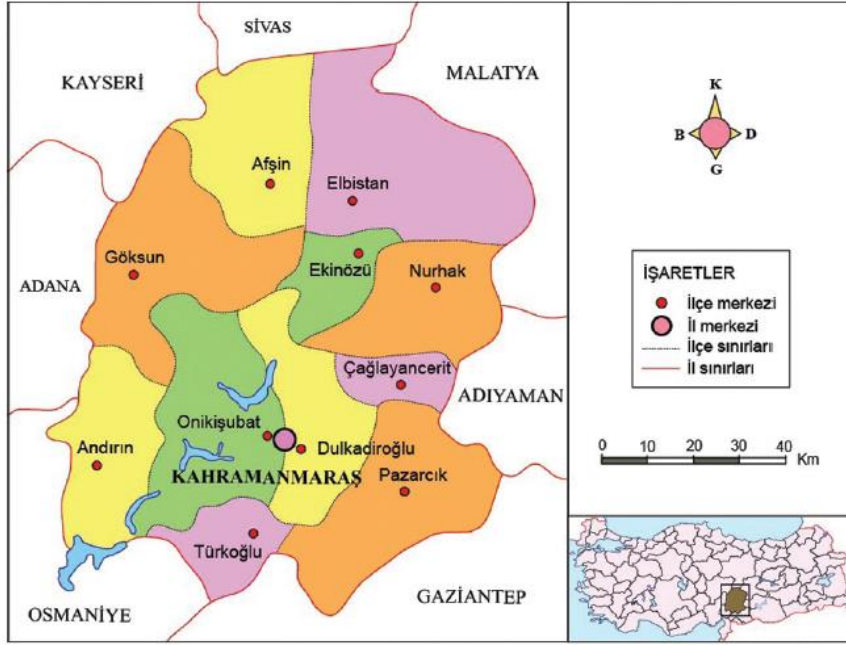 SİVAS
KAYSERİ
MALATYA
Afşin
Elbistan
Göksun
Ekinözü
Nurhak
ADANA
Çağlayancerit
ADIYAMAN
Onikişubat
Andırın
Dulkadiroğlu
KAHRAMANMARAŞ
Pazarcık
Türkoğlu
OSMANİYE
GAZİANTEP
K
B D
G
İŞARETLER
İlçe merkezi
İl merkezi
İlçe sınırları
İl sınırları
0 10 20 30 40 Km